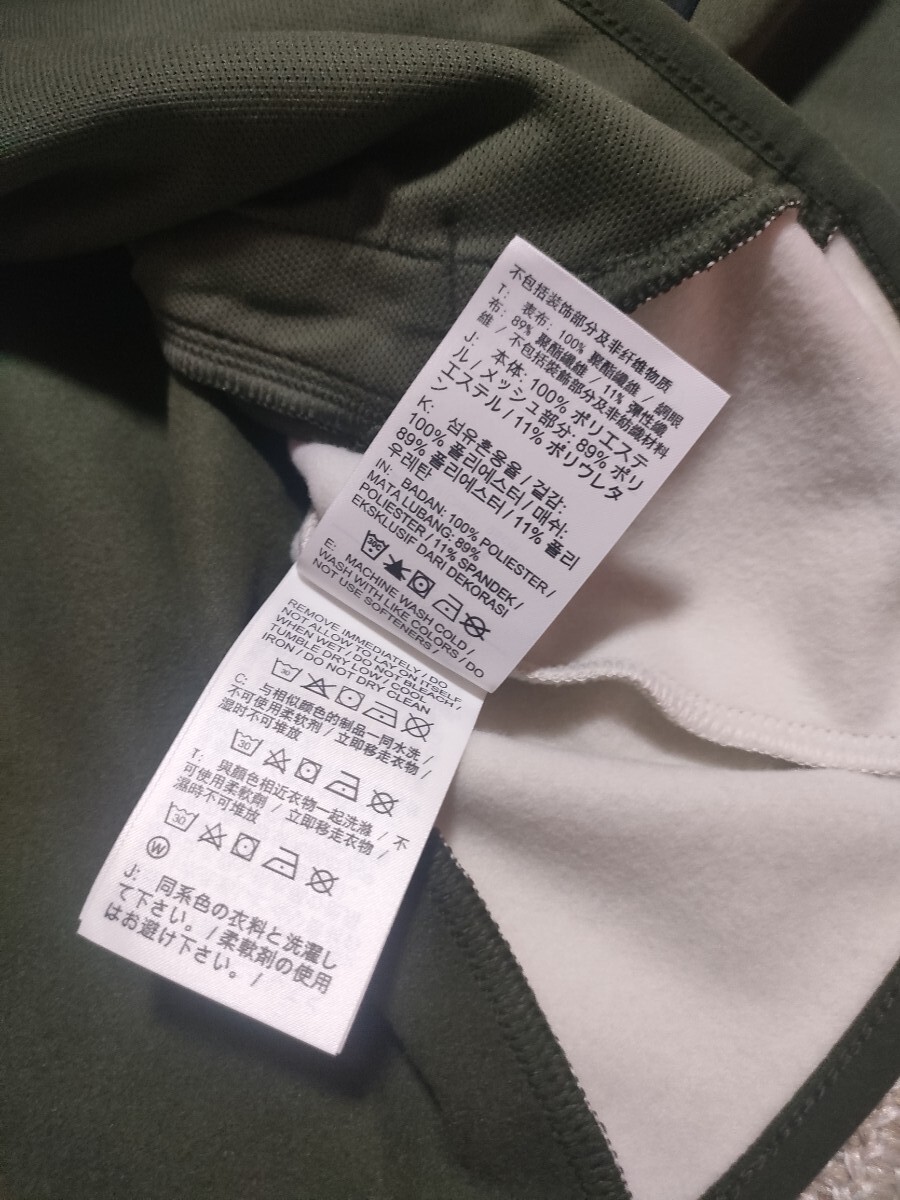 不包括装饰部分及非纤维物质
T: 表布: 100% 聚酯纖維 / 網眼
布: 89% 聚酯纖維 / 11% 彈性纖
維 / 不包括裝飾部分及非紡織材料
J: 本体: 100% ポリエステ
ル / メッシュ部分: 89% ポリ
エステル / 11% ポリウレタ
ン
K: 섬유혼용율 / 겉감:
100% 폴리에스터 / 매쉬:
89% 폴리에스터 / 11% 폴리
우레탄
IN: BADAN: 100% POLIESTER /
MATA LUBANG: 89%
POLIESTER / 11% SPANDEK /
EKSKLUSIF DARI DEKORASI
30C
E: MACHINE WASH COLD /
WASH WITH LIKE COLORS / DO
NOT USE SOFTENERS /
REMOVE IMMEDIATELY / DO
NOT ALLOW TO LAY ON ITSELF
WHEN WET / DO NOT BLEACH /
TUMBLE DRY LOW / COOL
IRON / DO NOT DRY CLEAN
30
C: 与相似颜色的制品一同水洗 /
不可使用柔软剂 / 立即移走衣物 /
湿时不可堆放
30
T: 與顏色相近衣物一起洗滌 / 不
可使用柔軟劑 / 立即移走衣物 /
濕時不可堆放
30
W
J: 同系色の衣料と洗濯し
て下さい。 / 柔軟剤の使用
はお避け下さい。 /